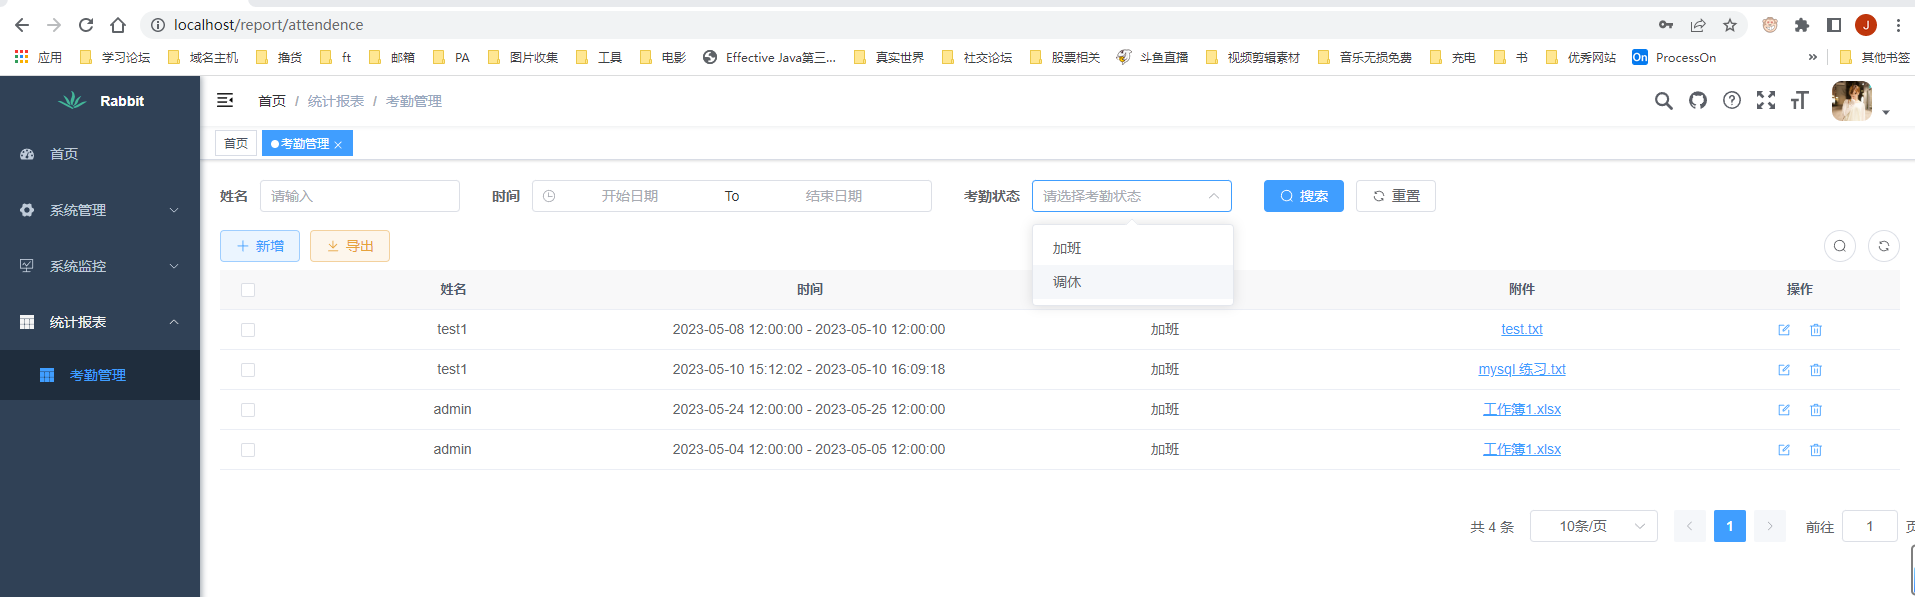 localhost/report/attendence
J
应用 学习论坛 域名主机 撸货 ft 邮箱 PA 图片收集 工具 电影 Effective Java第三... 真实世界 社交论坛 股票相关 斗鱼直播 视频剪辑素材 音乐无损免费 充电 书 优秀网站 On ProcessOn » 其他书签
Rabbit
首页 / 统计报表 / 考勤管理
首页
系统管理
系统监控
统计报表
考勤管理
首页 考勤管理 ×
姓名 请输入 时间 开始日期 To 结束日期 考勤状态 请选择考勤状态 搜索 重置
新增 导出
加班
调休
姓名 时间 附件 操作
test1 2023-05-08 12:00:00 - 2023-05-10 12:00:00 加班 test.txt
test1 2023-05-10 15:12:02 - 2023-05-10 16:09:18 加班 mysql 练习.txt
admin 2023-05-24 12:00:00 - 2023-05-25 12:00:00 加班 工作簿1.xlsx
admin 2023-05-04 12:00:00 - 2023-05-05 12:00:00 加班 工作簿1.xlsx
共 4 条 10条/页 1 前往 1 页